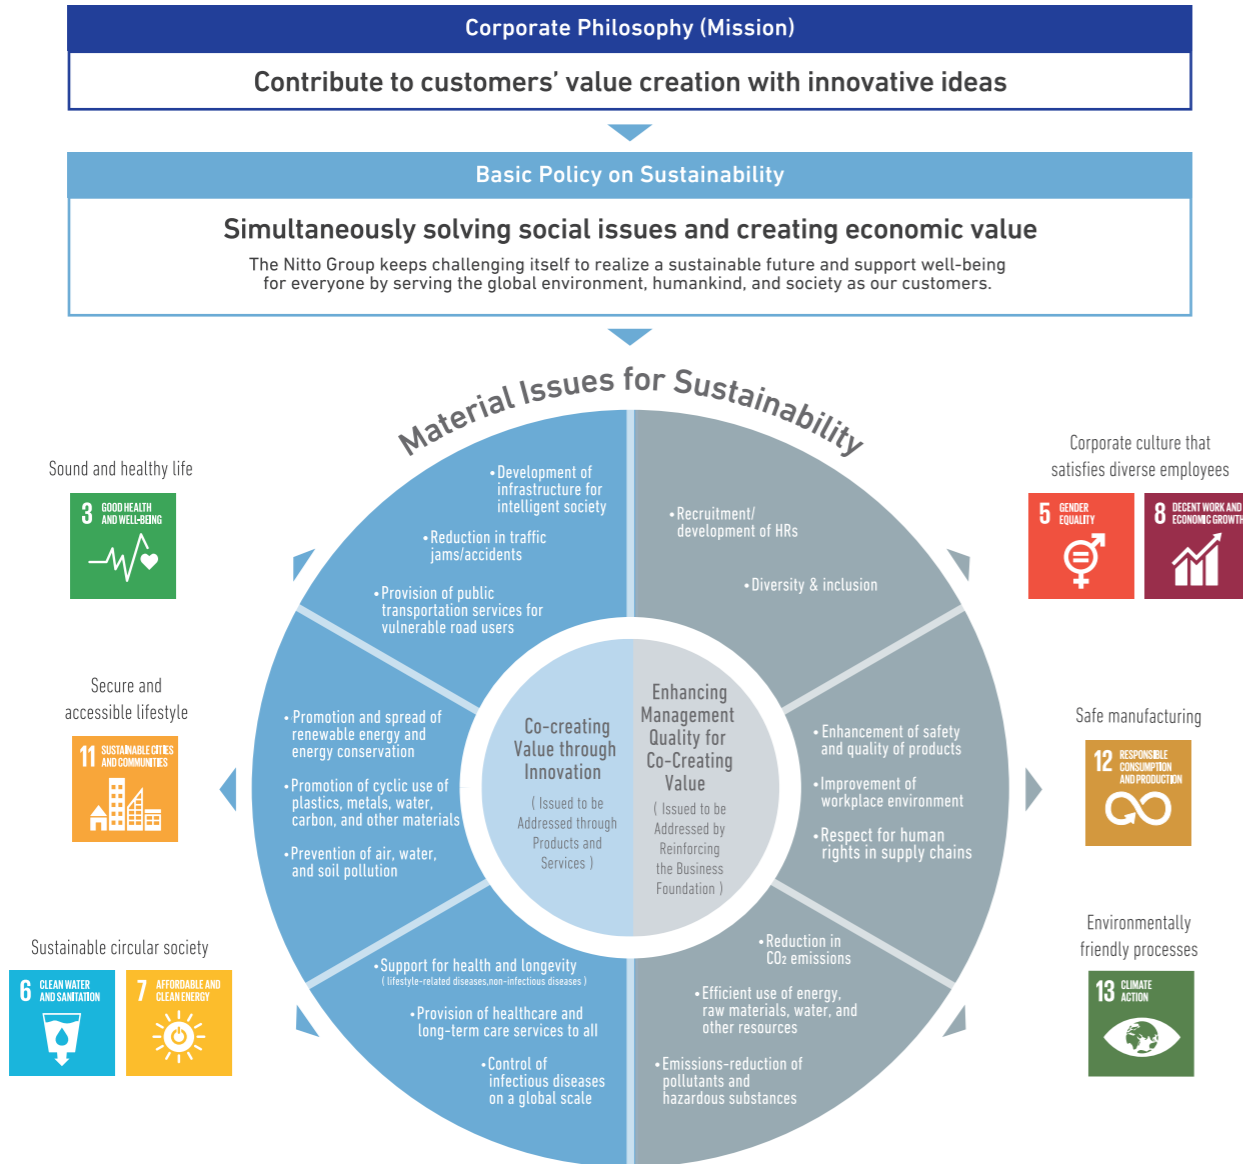 Corporate Philosophy (Mission)
Contribute to customers' value creation with innovative ideas
Basic Policy on Sustainability
Simultaneously solving social issues and creating economic value
The Nitto Group keeps challenging itself to realize a sustainable future and support well-being
for everyone by serving the global environment, humankind, and society as our customers.
Material Issues for Sustainability
Sound and healthy life
3 GOOD HEALTH
AND WELL-BEING
Secure and
accessible lifestyle
11 SUSTAINABLE CITIES
AND COMMUNITIES
Sustainable circular society
6 CLEAN WATER
AND SANITATION
7 AFFORDABLE AND
CLEAN ENERGY
• Development of
infrastructure for
intelligent society
• Reduction in traffic
jams/accidents
• Provision of public
transportation services for
vulnerable road users
• Promotion and spread of
renewable energy and
energy conservation
• Promotion of cyclic use of
plastics, metals, water,
carbon, and other materials
• Prevention of air, water,
and soil pollution
• Support for health and longevity
( lifestyle-related diseases,non-infectious diseases )
• Provision of healthcare and
long-term care services to all
• Control of
infectious diseases
on a global scale
Co-creating
Value through
Innovation
( Issued to be
Addressed through
Products and
Services )
Enhancing
Management
Quality for
Co-Creating
Value
( Issued to be
Addressed by
Reinforcing
the Business
Foundation )
• Recruitment/
development of HRs
• Diversity & inclusion
• Enhancement of safety
and quality of products
• Improvement of
workplace environment
• Respect for human
rights in supply chains
• Reduction in
CO₂ emissions
• Efficient use of energy,
raw materials, water, and
other resources
• Emissions-reduction of
pollutants and
hazardous substances
Corporate culture that
satisfies diverse employees
5 GENDER
EQUALITY
8 DECENT WORK AND
ECONOMIC GROWTH
Safe manufacturing
12 RESPONSIBLE
CONSUMPTION
AND PRODUCTION
Environmentally
friendly processes
13 CLIMATE
ACTION